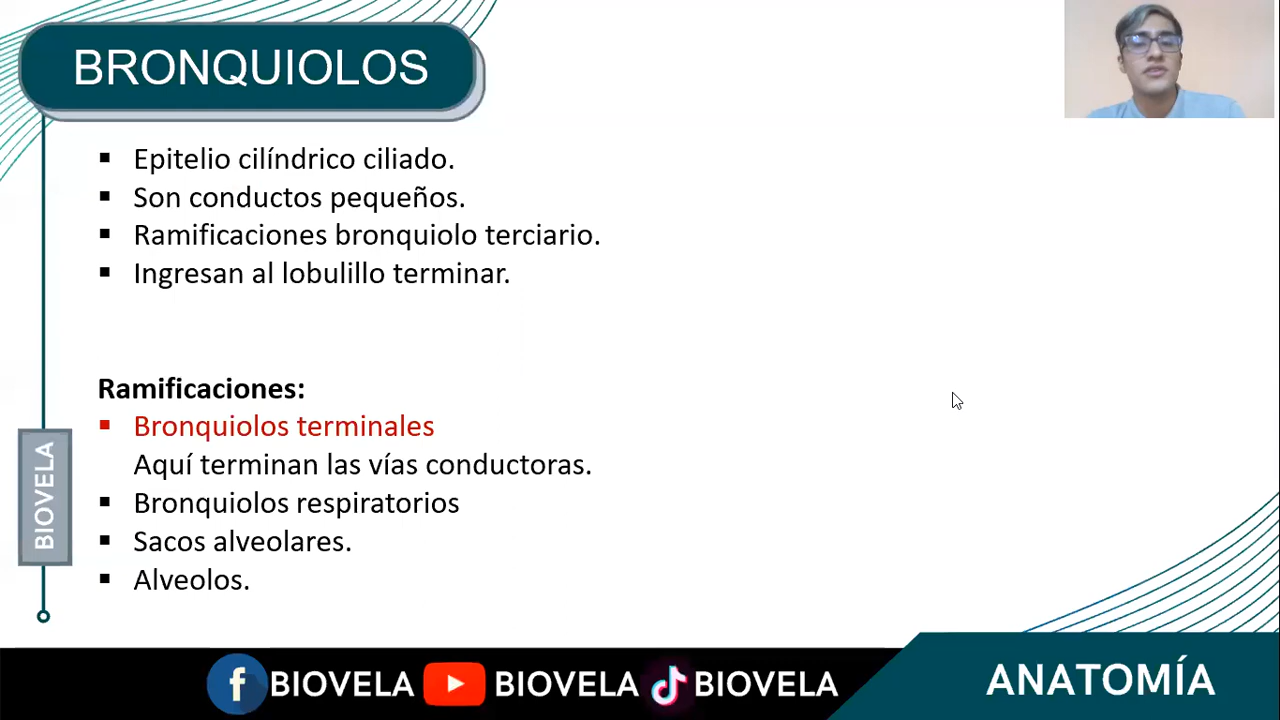 BRONQUIOLOS
▪ Epitelio cilíndrico ciliado.
▪ Son conductos pequeños.
▪ Ramificaciones bronquiolo terciario.
▪ Ingresan al lobulillo terminar.
Ramificaciones:
▪ Bronquiolos terminales
Aquí terminan las vías conductoras.
▪ Bronquiolos respiratorios
▪ Sacos alveolares.
▪ Alveolos.
BIOVELA
BIOVELA BIOVELA BIOVELA
ANATOMÍA